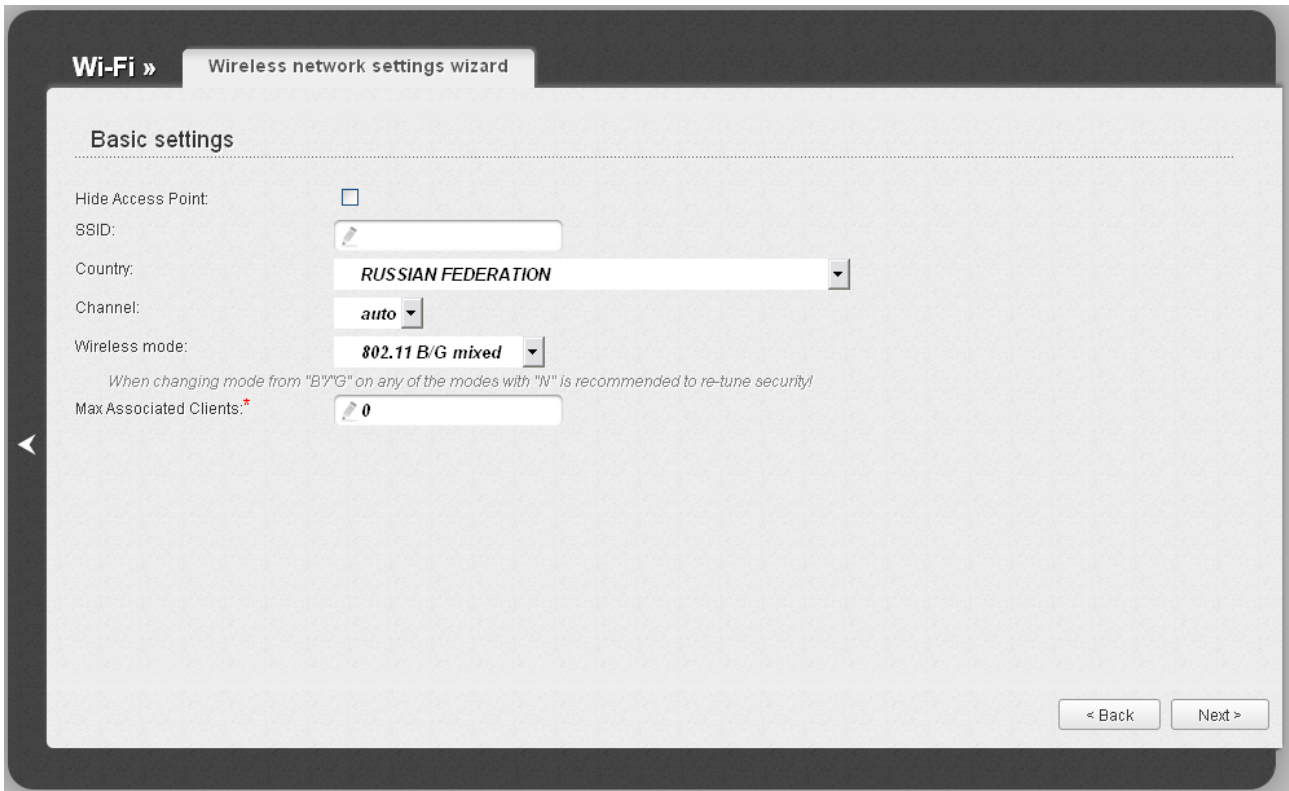 Wi-Fi » Wireless network settings wizard
Basic settings
Hide Access Point:
SSID:
Country: RUSSIAN FEDERATION
Channel: auto
Wireless mode: 802.11 B/G mixed
When changing mode from "B"/"G" on any of the modes with "N" is recommended to re-tune security!
Max Associated Clients:* 0
< Back Next >